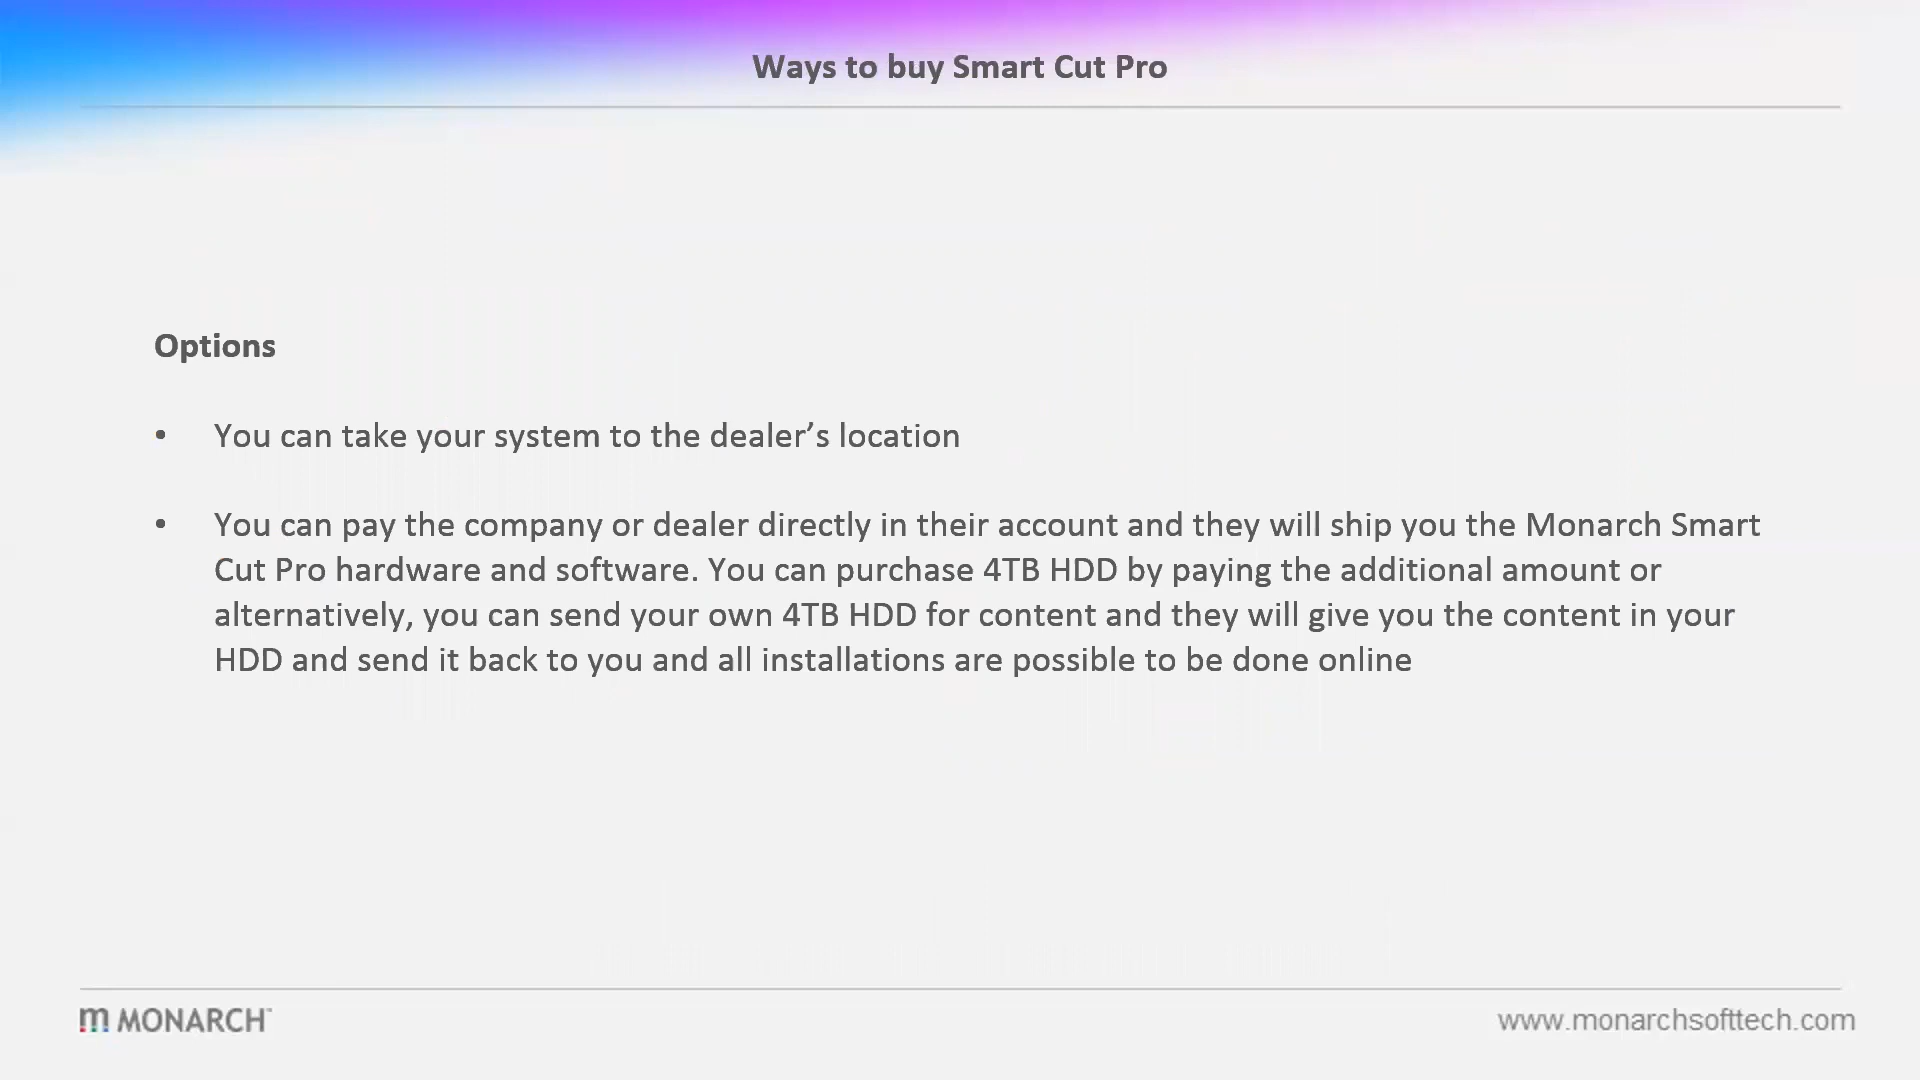 Ways to buy Smart Cut Pro
Options
• You can take your system to the dealer’s location
• You can pay the company or dealer directly in their account and they will ship you the Monarch Smart
Cut Pro hardware and software. You can purchase 4TB HDD by paying the additional amount or
alternatively, you can send your own 4TB HDD for content and they will give you the content in your
HDD and send it back to you and all installations are possible to be done online
m MONARCH™
www.monarchsofttech.com